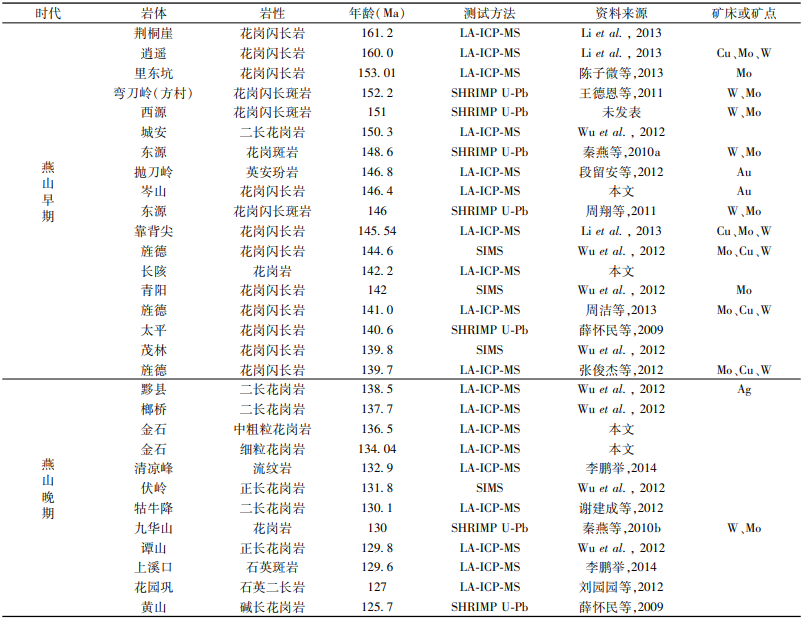 时代 岩体 岩性 年龄(Ma) 测试方法 资料来源 矿床或矿点
燕山早期
荆桐崖 花岗闪长岩 161.2 LA-ICP-MS Li et al. , 2013
逍遥 花岗闪长岩 160.0 LA-ICP-MS Li et al. , 2013 Cu、Mo、W
里东坑 花岗闪长岩 153.01 LA-ICP-MS 陈子微等,2013 Mo
弯刀岭(方村) 花岗闪长斑岩 152.2 SHRIMP U-Pb 王德恩等,2011 W、Mo
西源 花岗闪长斑岩 151 SHRIMP U-Pb 未发表 W、Mo
城安 二长花岗岩 150.3 LA-ICP-MS Wu et al. , 2012
东源 花岗斑岩 148.6 SHRIMP U-Pb 秦燕等,2010a W、Mo
抛刀岭 英安玢岩 146.8 LA-ICP-MS 段留安等,2012 Au
岑山 花岗闪长岩 146.4 LA-ICP-MS 本文 Au
东源 花岗闪长斑岩 146 SHRIMP U-Pb 周翔等,2011 W、Mo
靠背尖 花岗闪长岩 145.54 LA-ICP-MS Li et al. , 2013 Cu、Mo、W
旌德 花岗闪长岩 144.6 SIMS Wu et al. , 2012 Mo、Cu、W
长陔 花岗岩 142.2 LA-ICP-MS 本文
青阳 花岗闪长岩 142 SIMS Wu et al. , 2012 Mo
旌德 花岗闪长岩 141.0 LA-ICP-MS 周洁等,2013 Mo、Cu、W
太平 花岗闪长岩 140.6 SHRIMP U-Pb 薛怀民等,2009
茂林 花岗闪长岩 139.8 SIMS Wu et al. , 2012
旌德 花岗闪长岩 139.7 LA-ICP-MS 张俊杰等,2012 Mo、Cu、W
燕山晚期
黟县 二长花岗岩 138.5 LA-ICP-MS Wu et al. , 2012 Ag
榔桥 二长花岗岩 137.7 LA-ICP-MS Wu et al. , 2012
金石 中粗粒花岗岩 136.5 LA-ICP-MS 本文
金石 细粒花岗岩 134.04 LA-ICP-MS 本文
清凉峰 流纹岩 132.9 LA-ICP-MS 李鹏举,2014
伏岭 正长花岗岩 131.8 SIMS Wu et al. , 2012
牯牛降 二长花岗岩 130.1 LA-ICP-MS 谢建成等,2012
九华山 花岗岩 130 SHRIMP U-Pb 秦燕等,2010b W、Mo
谭山 正长花岗岩 129.8 LA-ICP-MS Wu et al. , 2012
上溪口 石英斑岩 129.6 LA-ICP-MS 李鹏举,2014
花园巩 石英二长岩 127 LA-ICP-MS 刘园园等,2012
黄山 碱长花岗岩 125.7 SHRIMP U-Pb 薛怀民等,2009